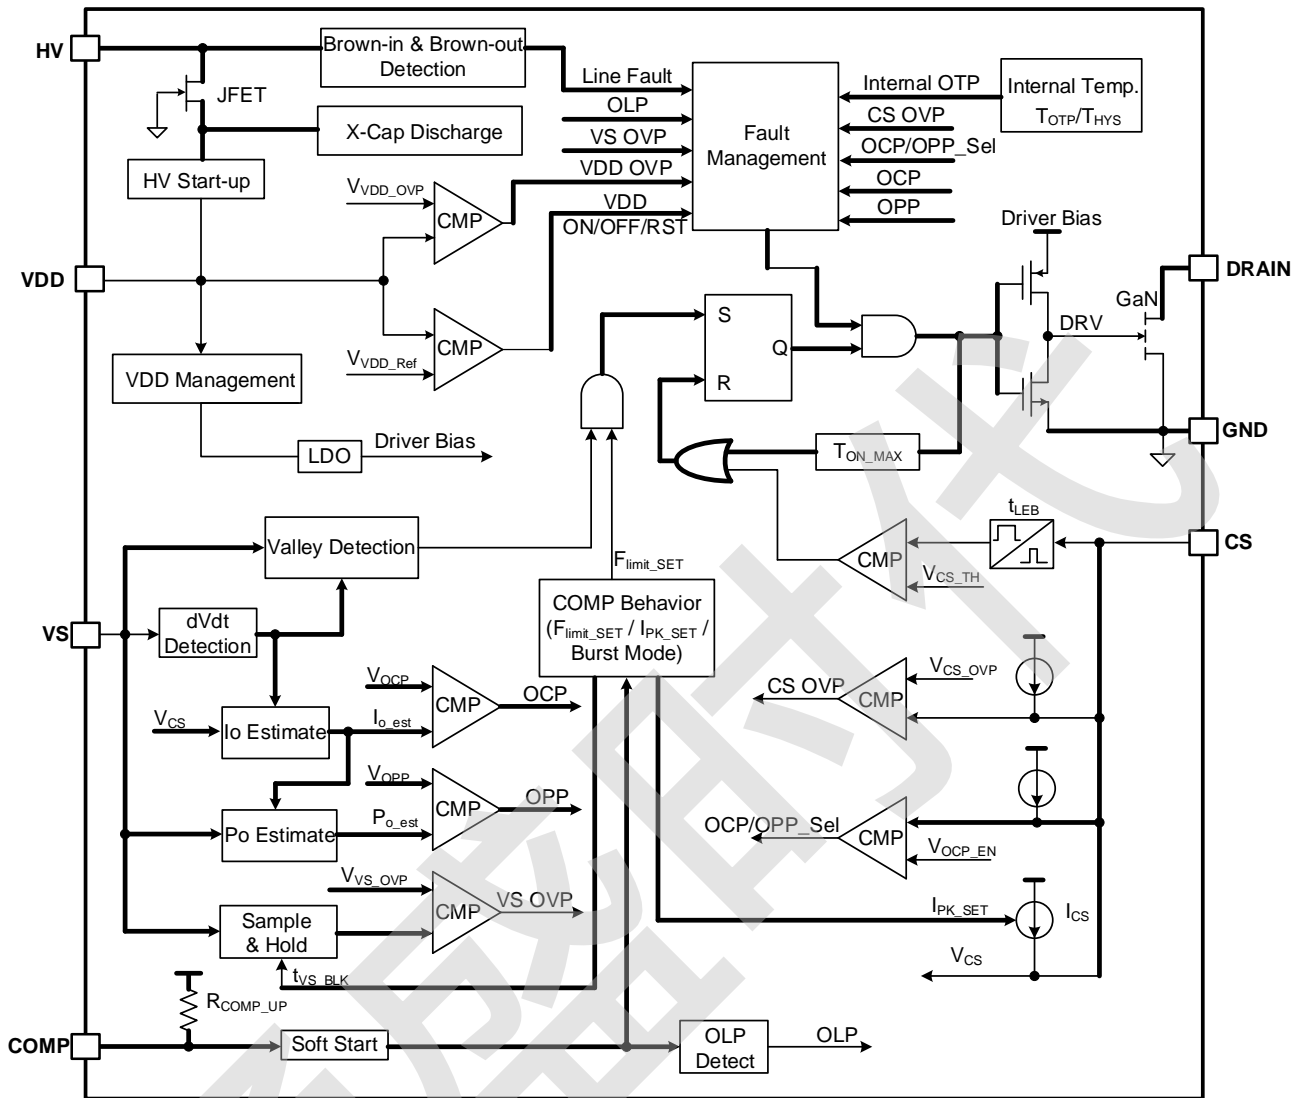 HV
Brown-in & Brown-out
Detection
JFET
X-Cap Discharge
HV Start-up
Line Fault
OLP
VS OVP
VDD OVP
VDD
ON/OFF/RST
Fault
Management
Internal OTP
CS OVP
OCP/OPP_Sel
OCP
OPP
Internal Temp.
TOTP/THYS
VVDD_OVP
CMP
VDD
VVDD_Ref
CMP
VDD Management
LDO
Driver Bias
S
Q
R
Driver Bias
DRV
GaN
DRAIN
GND
TON_MAX
tLEB
CS
CMP
VCS_TH
Valley Detection
Flimit_SET
COMP Behavior
(Flimit_SET / IPK_SET /
Burst Mode)
VS
dVdt
Detection
VCS
Io Estimate
VOCP
Io_est
CMP
OCP
VOPP
Po_est
CMP
OPP
Po Estimate
VVS_OVP
CMP
VS OVP
Sample
& Hold
tVS_BLK
CS OVP
CMP
VCS_OVP
OCP/OPP_Sel
CMP
VOCP_EN
IPK_SET
ICS
VCS
RCOMP_UP
COMP
Soft Start
OLP
Detect
OLP
盛时代